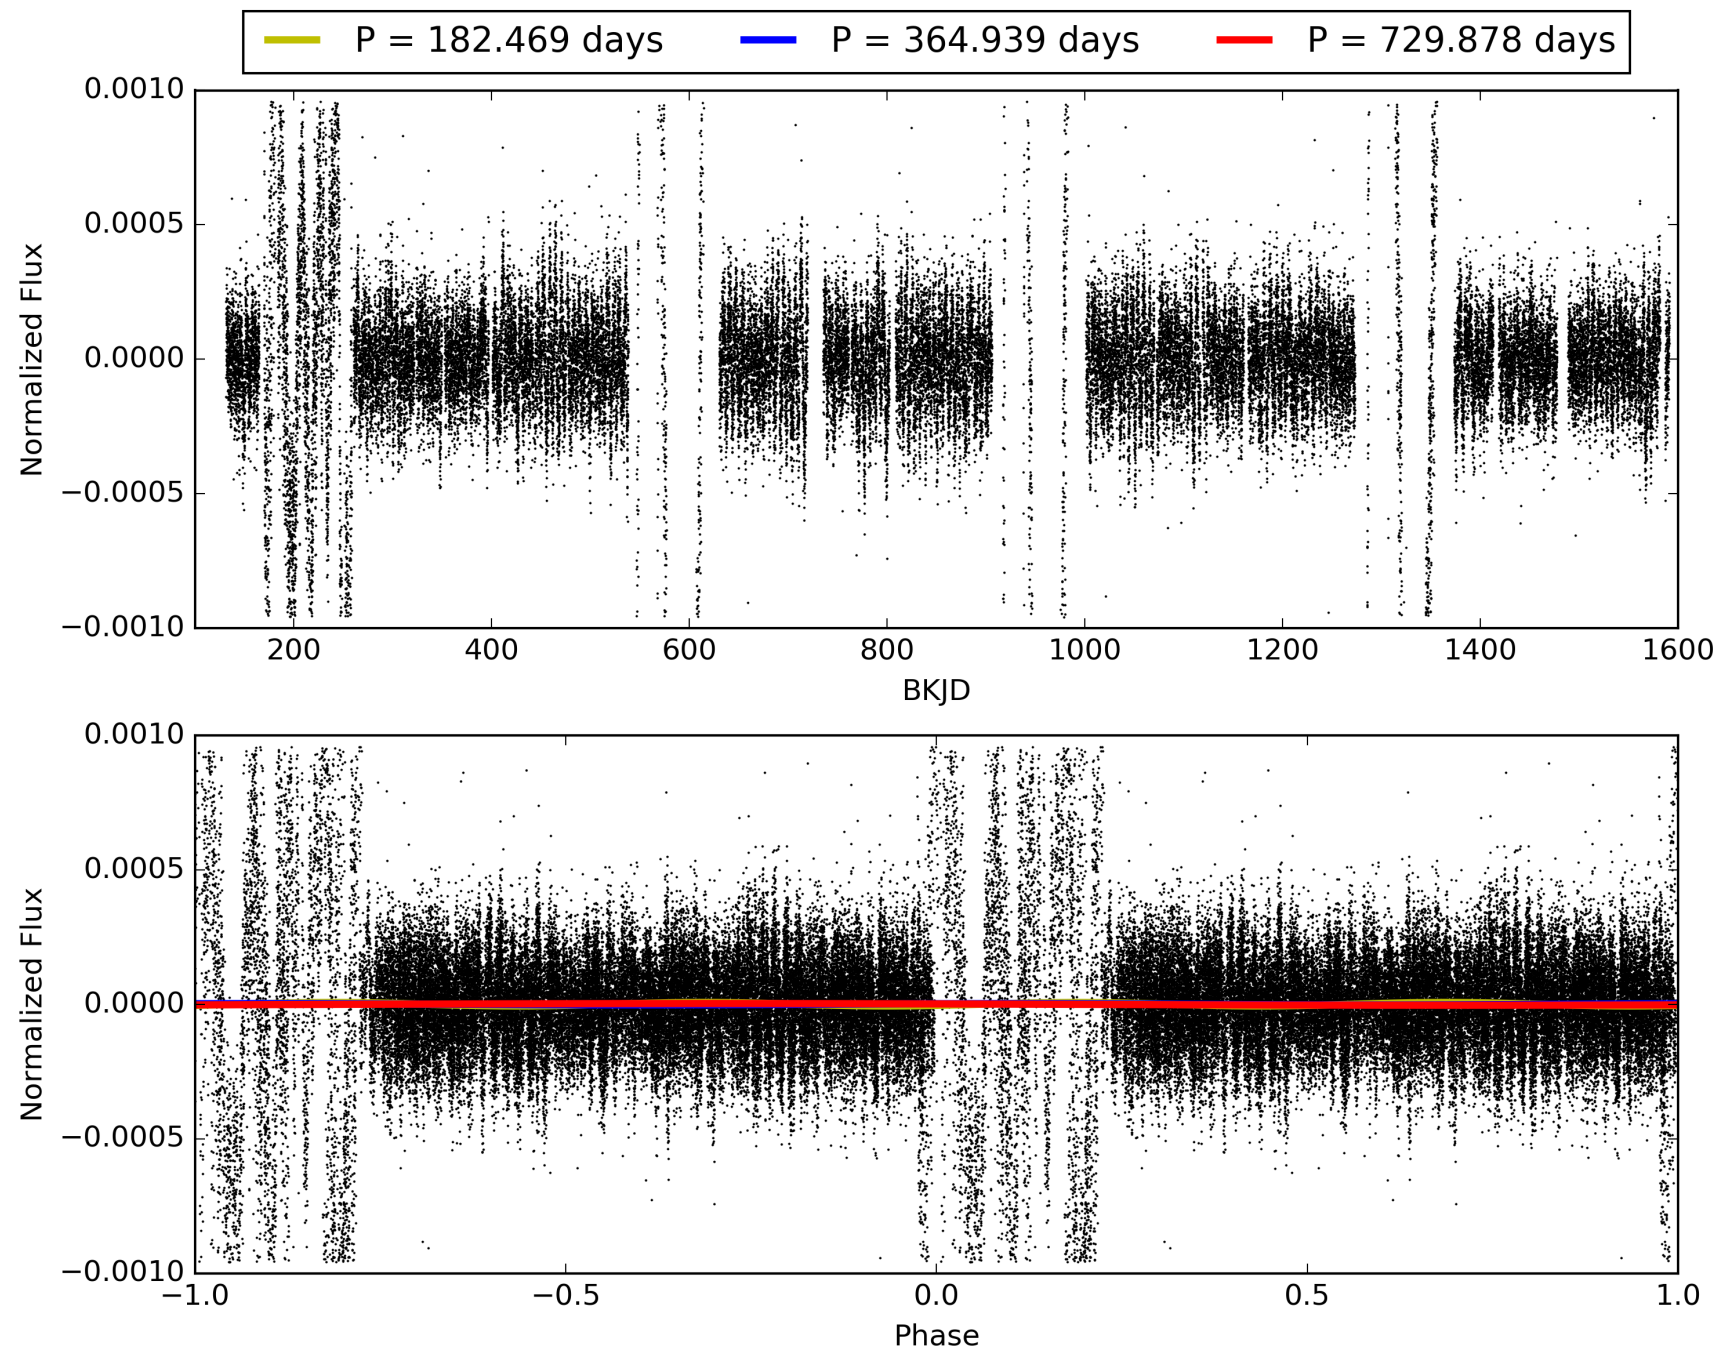 P = 182.469 days P = 364.939 days P = 729.878 days
0.0010
0.0005
0.0000
−0.0005
−0.0010
Normalized Flux
200 400 600 800 1000 1200 1400 1600
BKJD
0.0010
0.0005
0.0000
−0.0005
−0.0010
Normalized Flux
−1.0 −0.5 0.0 0.5 1.0
Phase